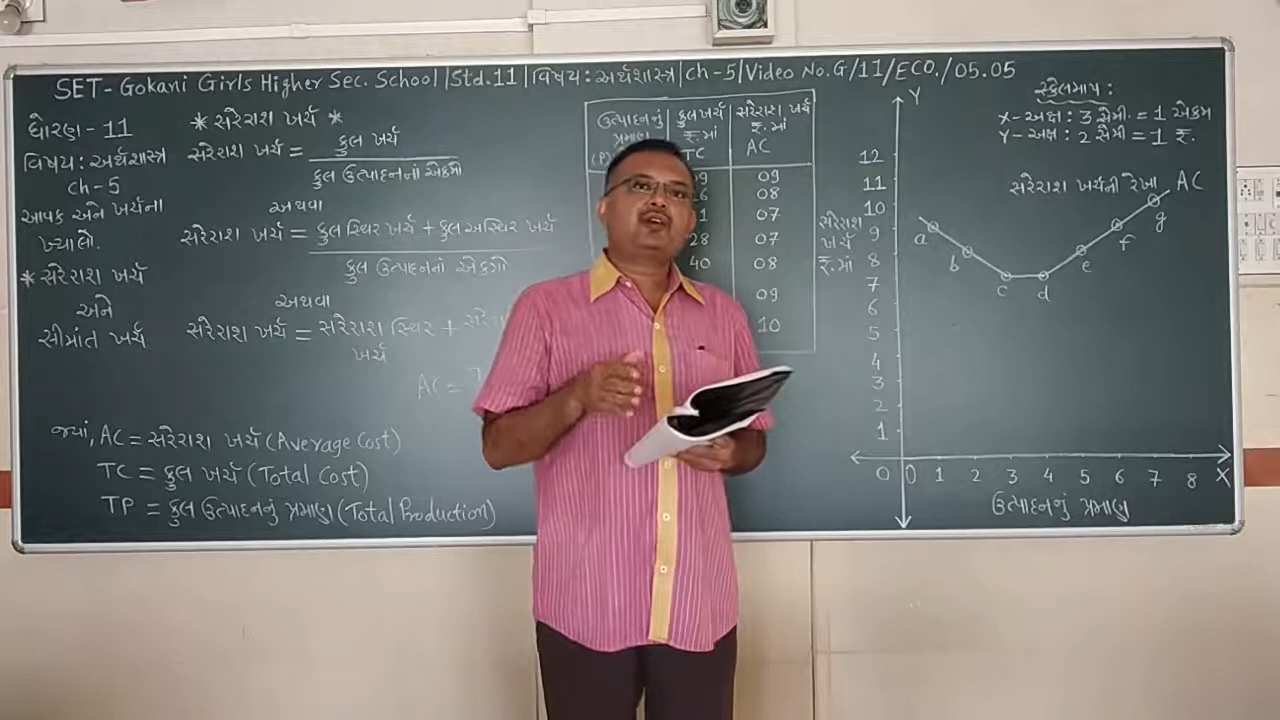 SET-Gokani Girls Higher Sec. School | Std.11 | વિષય: અર્થશાસ્ત્ર | Ch-5 | Video No. G/11/ECO./05.05
ધોરણ-11
વિષય: અર્થશાસ્ત્ર
Ch-5
આવક અને ખર્ચના
ખ્યાલો.
* સરેરાશ ખર્ચ
અને
સીમાંત ખર્ચ
* સરેરાશ ખર્ચ *
સરેરાશ ખર્ચ = કુલ ખર્ચ
કુલ ઉત્પાદનનાં એકમો
અથવા
સરેરાશ ખર્ચ = કુલ સ્થિર ખર્ચ + કુલ અસ્થિર ખર્ચ
કુલ ઉત્પાદનનાં એકમો
અથવા
સરેરાશ ખર્ચ = સરેરાશ સ્થિર +
ખર્ચ
AC =
જ્યાં, AC = સરેરાશ ખર્ચ (Average Cost)
TC = કુલ ખર્ચ (Total Cost)
TP = કુલ ઉત્પાદનનું પ્રમાણ (Total Production)
ઉત્પાદનનું પ્રમાણ
કુલ ખર્ચ ₹.માં TC
સરેરાશ ખર્ચ ₹.માં AC
09
08
07
28 07
40 08
09
10
સ્કેલમાપ:
X-અક્ષ: 3 સેમી. = 1 એકમ
Y-અક્ષ: 2 સેમી = 1 ₹.
Y
12
11
10
9
8
7
6
5
4
3
2
1
0
સરેરાશ
ખર્ચ
₹.માં
સરેરાશ ખર્ચની રેખા AC
a
b
c
d
e
f
g
0 1 2 3 4 5 6 7 8 X
ઉત્પાદનનું પ્રમાણ